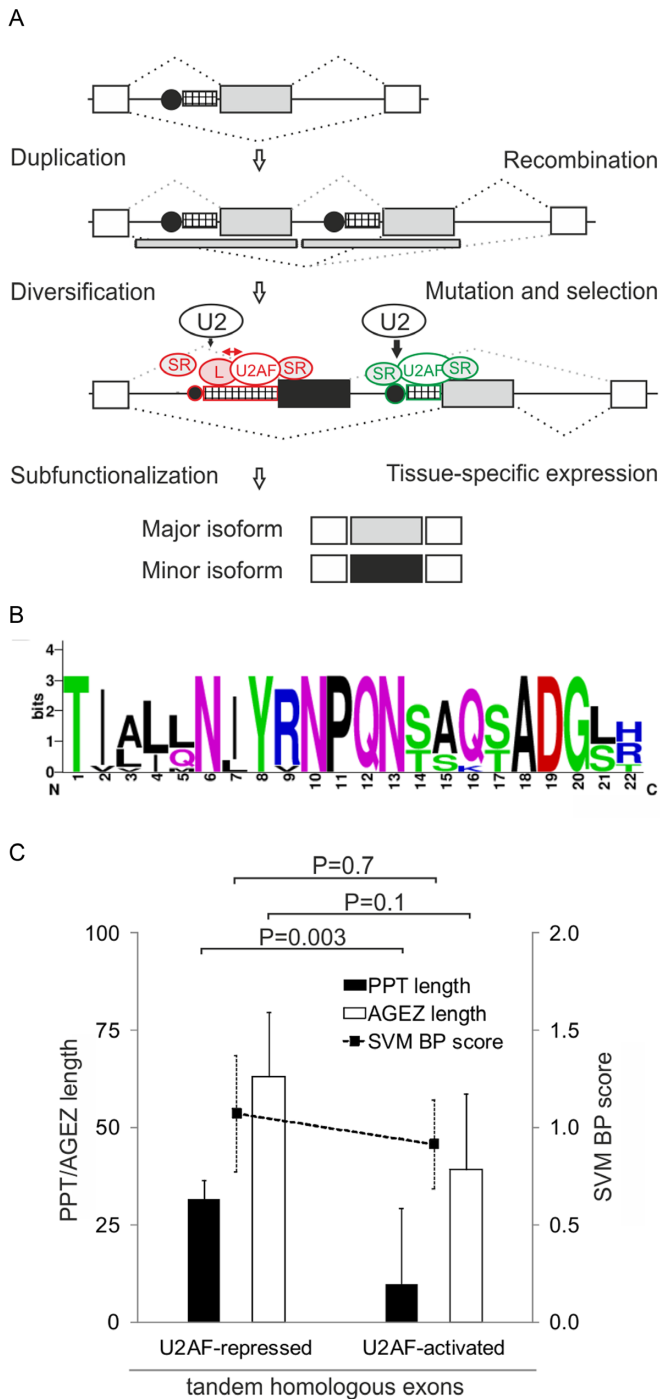 A
Duplication Recombination
Diversification Mutation and selection
U2 U2
SR L U2AF SR SR U2AF SR
Subfunctionalization Tissue-specific expression
Major isoform
Minor isoform
B
bits
4
3
2
1
0
T I A L L N I Y R N P Q N S A Q S A D G L H
V L I Q L V T S K T S R
V V T
N 1 2 3 4 5 6 7 8 9 10 11 12 13 14 15 16 17 18 19 20 21 22 C
C
P=0.7
P=0.1
P=0.003
PPT length
AGEZ length
SVM BP score
PPT/AGEZ length
100
75
50
25
0
SVM BP score
2.0
1.5
1.0
0.5
0.0
U2AF-repressed U2AF-activated
tandem homologous exons